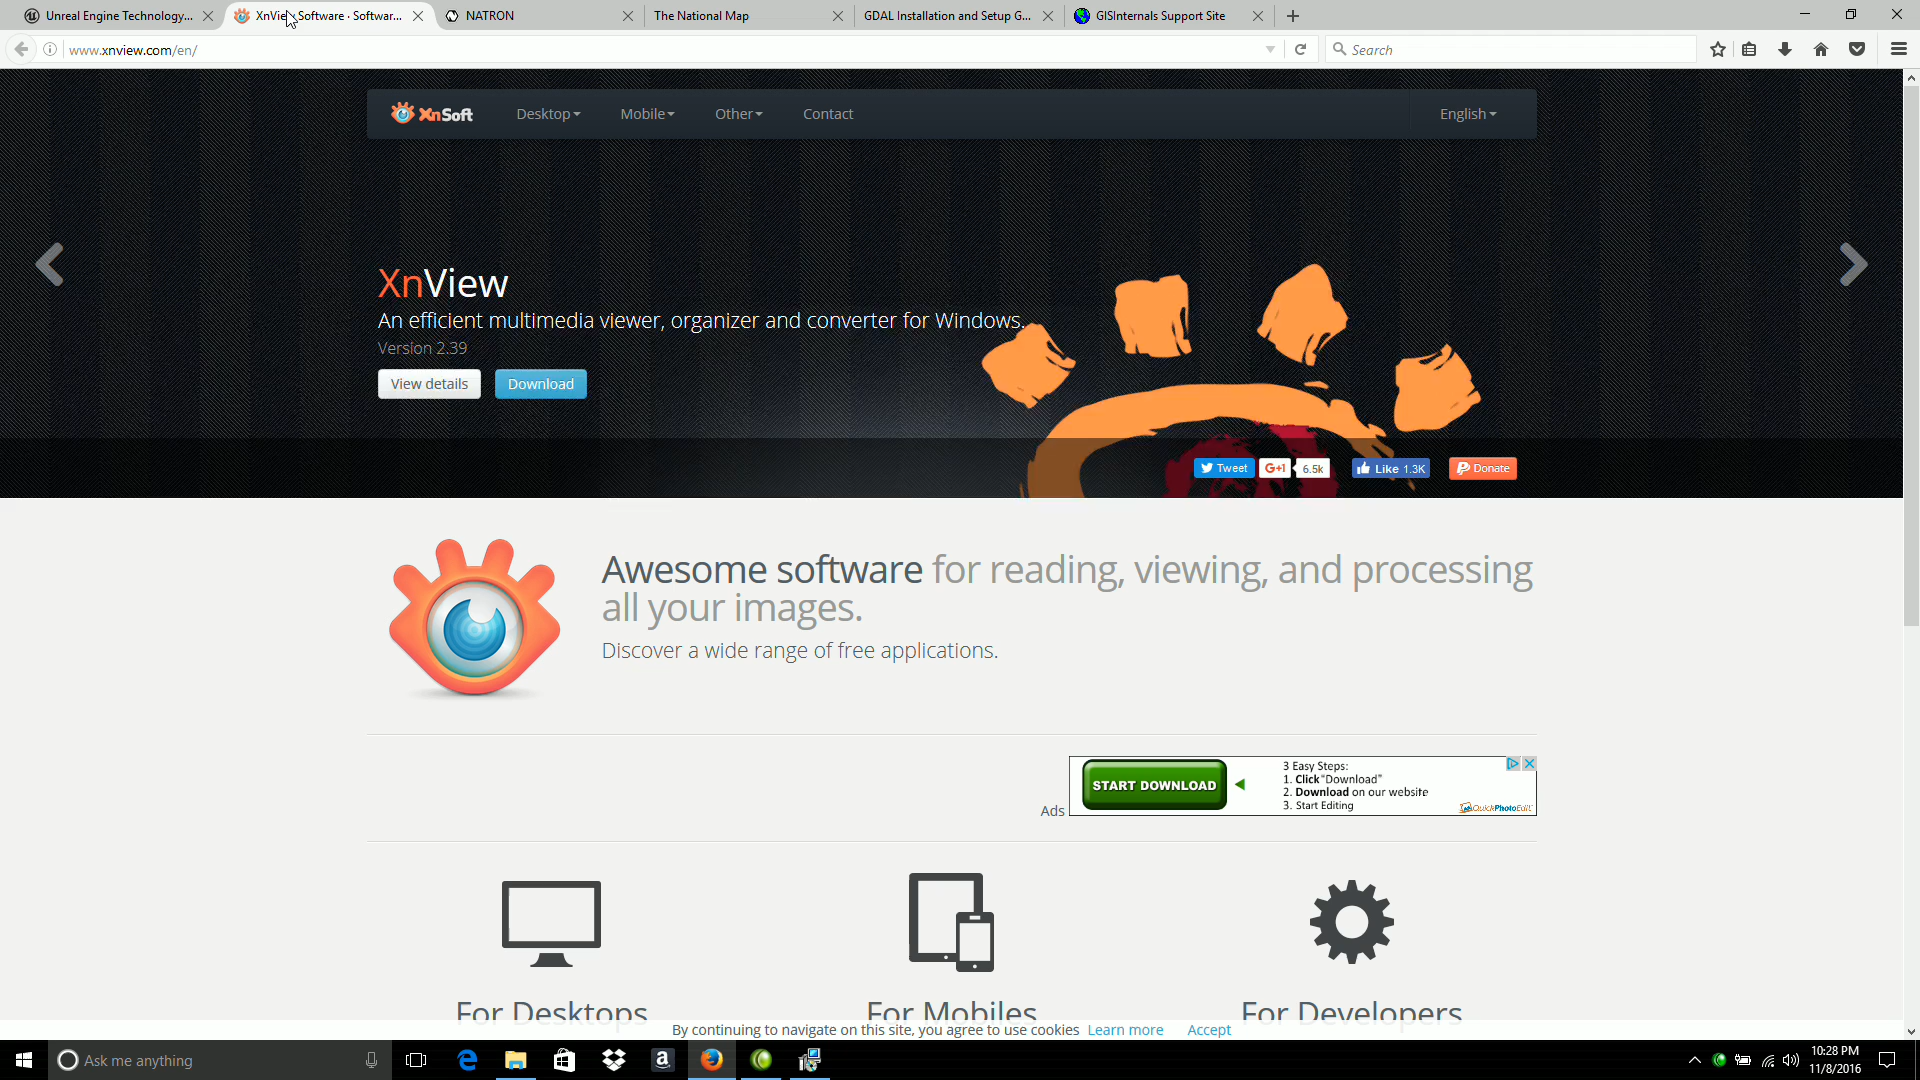 Unreal Engine Technology...
XnView Software · Softwar...
NATRON
The National Map
GDAL Installation and Setup G...
GISInternals Support Site
www.xnview.com/en/
Search
XnSoft
Desktop
Mobile
Other
Contact
English
XnView
An efficient multimedia viewer, organizer and converter for Windows.
Version 2.39
View details
Download
Tweet
G+1
6.5k
Like 1.3K
Donate
Awesome software for reading, viewing, and processing
all your images.
Discover a wide range of free applications.
Ads
START DOWNLOAD
3 Easy Steps:
1. Click "Download"
2. Download on our website
3. Start Editing
QuickPhotoEdit
For Desktops
For Mobiles
For Developers
By continuing to navigate on this site, you agree to use cookies Learn more Accept
Ask me anything
10:28 PM
11/8/2016